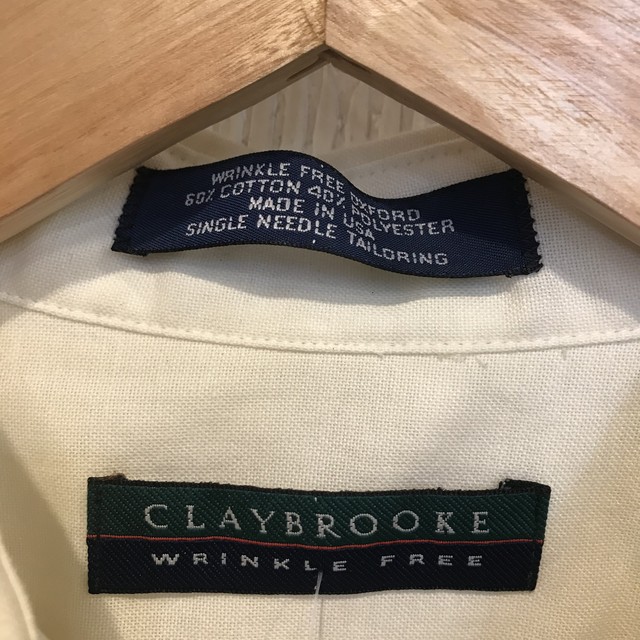 WRINKLE FREE OXFORD
60% COTTON 40% POLYESTER
MADE IN USA
SINGLE NEEDLE TAILORING
CLAYBROOKE
WRINKLE FREE